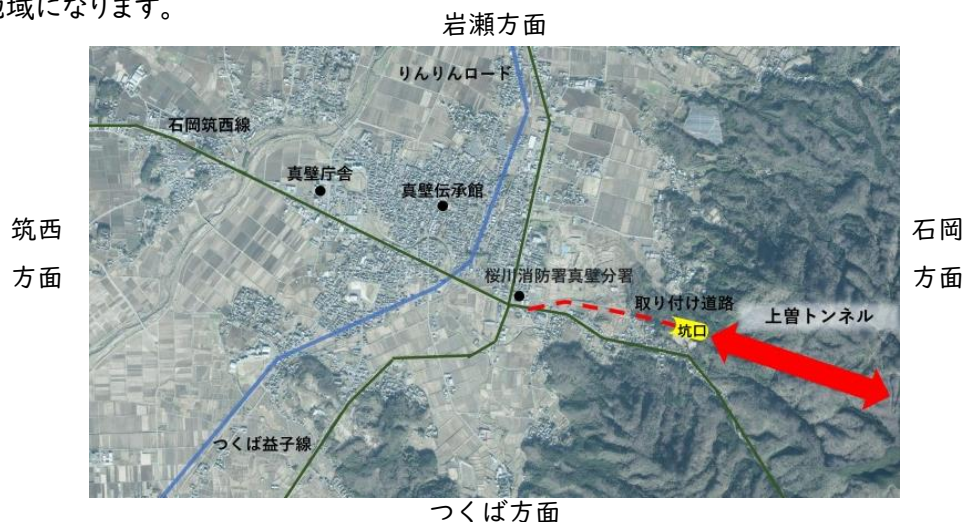 地域になります。
岩瀬方面
りんりんロード
石岡筑西線
真壁庁舎
真壁伝承館
筑西
方面
石岡
方面
桜川消防署真壁分署
取り付け道路
上曽トンネル
坑口
つくば益子線
つくば方面